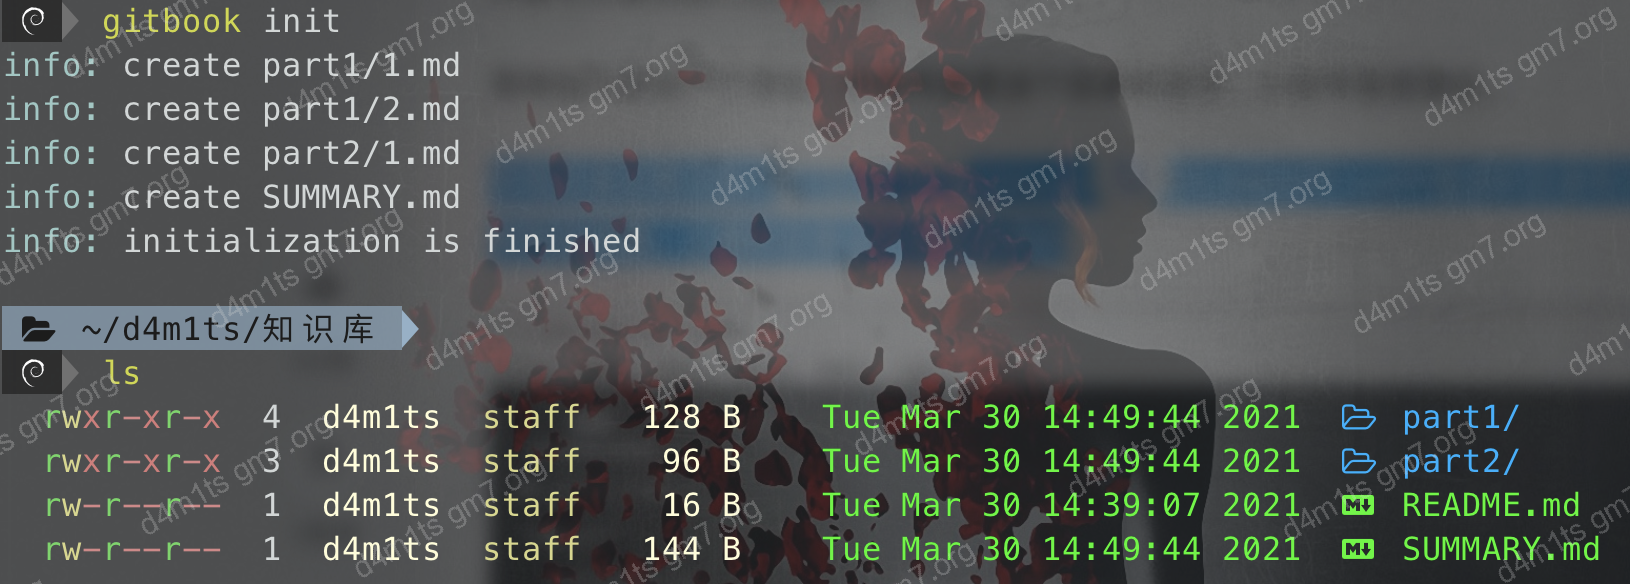 gitbook init
info: create part1/1.md
info: create part1/2.md
info: create part2/1.md
info: create SUMMARY.md
info: initialization is finished
~/d4m1ts/知识库
ls
rwxr-xr-x 4 d4m1ts staff 128 B Tue Mar 30 14:49:44 2021 part1/
rwxr-xr-x 3 d4m1ts staff 96 B Tue Mar 30 14:49:44 2021 part2/
rw-r--r-- 1 d4m1ts staff 16 B Tue Mar 30 14:39:07 2021 README.md
rw-r--r-- 1 d4m1ts staff 144 B Tue Mar 30 14:49:44 2021 SUMMARY.md
d4m1ts gm7.org